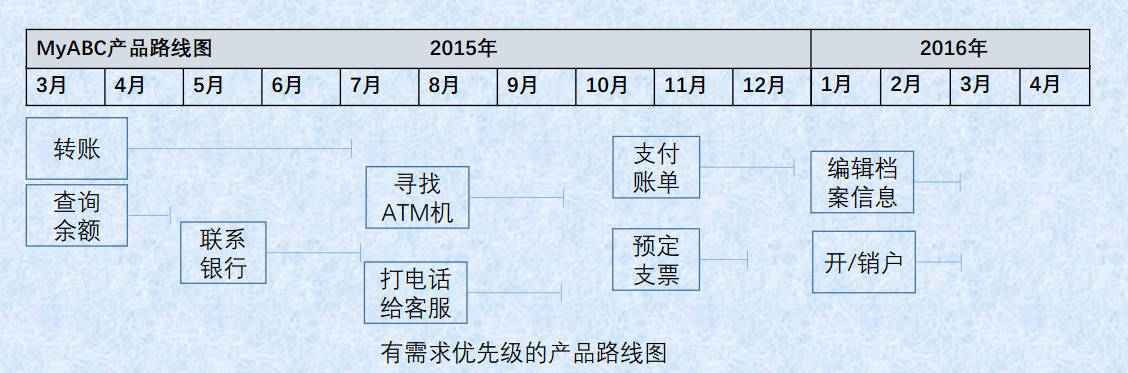 MyABC产品路线图 2015年 2016年
3月 4月 5月 6月 7月 8月 9月 10月 11月 12月 1月 2月 3月 4月
转账
查询
余额
联系
银行
寻找
ATM机
打电话
给客服
支付
账单
预定
支票
编辑档
案信息
开/销户
有需求优先级的产品路线图